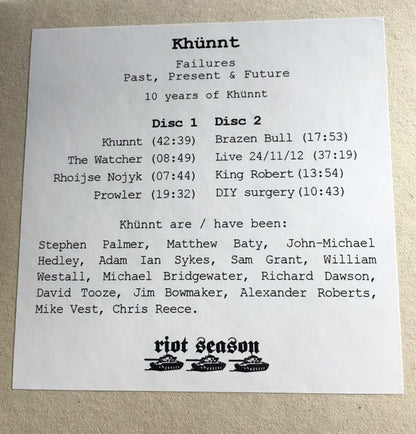 Khünnt
Failures
Past, Present & Future
10 years of Khünnt
Disc 1 Disc 2
Khunnt (42:39) Brazen Bull (17:53)
The Watcher (08:49) Live 24/11/12 (37:19)
Rhoijse Nojyk (07:44) King Robert (13:54)
Prowler (19:32) DIY surgery (10:43)
Khünnt are / have been:
Stephen Palmer, Matthew Baty, John-Michael
Hedley, Adam Ian Sykes, Sam Grant, William
Westall, Michael Bridgewater, Richard Dawson,
David Tooze, Jim Bowmaker, Alexander Roberts,
Mike Vest, Chris Reece.
riot season